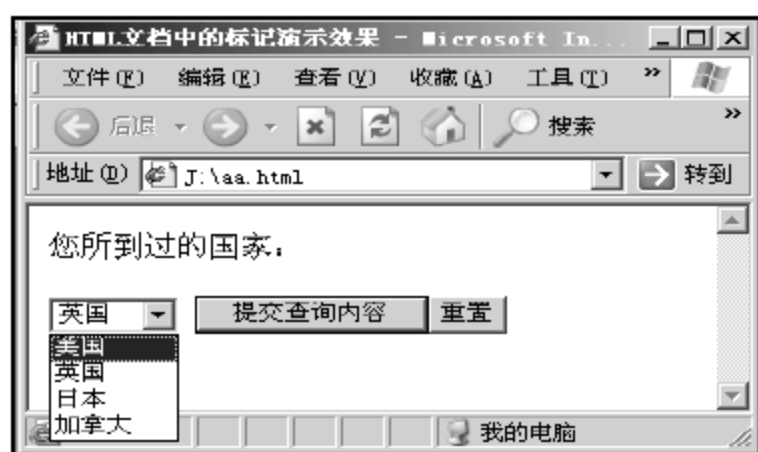 HTML文档中的标记演示效果 - Microsoft In...
文件(F) 编辑(E) 查看(V) 收藏(A) 工具(T) »
后退 搜索 »
地址(D) J:\aa.html 转到
您所到过的国家：
英国 提交查询内容 重置
美国
英国
日本
加拿大
我的电脑